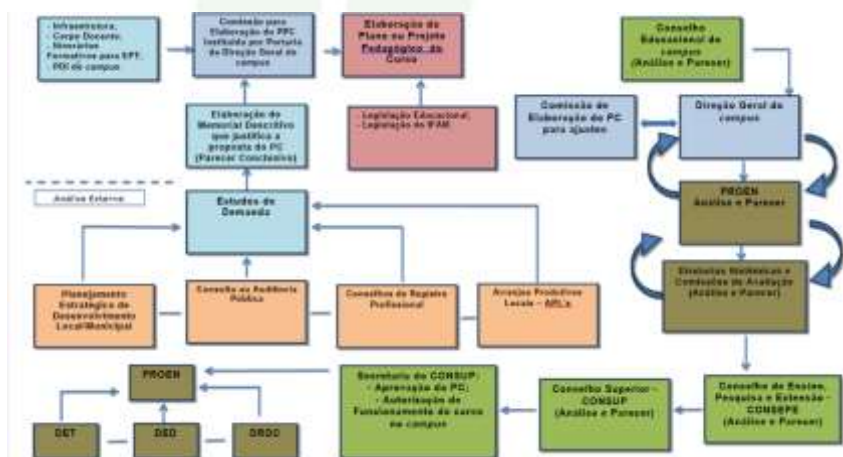 - Infraestrutura,
- Corpo Docente,
- Itinerários
Formativos para EPT,
- PDI do campus
Comissão para
Elaboração do PPC
Instituída por Portaria
da Direção Geral do
campus
Elaboração do
Plano ou Projeto
Pedagógico do
Curso
Conselho
Educacional do
campus
(Análise e Parecer)
Elaboração do
Memorial Descritivo
que justifica a
proposta do PC
(Parecer Conclusivo)
- Legislação Educacional;
- Legislação do IFAM
Comissão de
Elaboração do PC
para ajustes
Direção Geral do
campus
Análise Externa
Estudos de
Demanda
PROEN
Análise e Parecer
Planejamento
Estratégico de
Desenvolvimento
Local/Municipal
Consulta ou Audiência
Pública
Conselhos de Registro
Profissional
Arranjos Produtivos
Locais – APL's
Diretorias Sistêmicas e
Comissões de Avaliação
(Análise e Parecer)
PROEN
DET
DED
Secretaria do CONSUP:
- Aprovação do PC;
- Autorização de
Funcionamento do curso
no campus
Conselho Superior -
CONSUP
(Análise e Parecer)
Conselho de Ensino,
Pesquisa e Extensão -
CONSEPE
(Análise e Parecer)